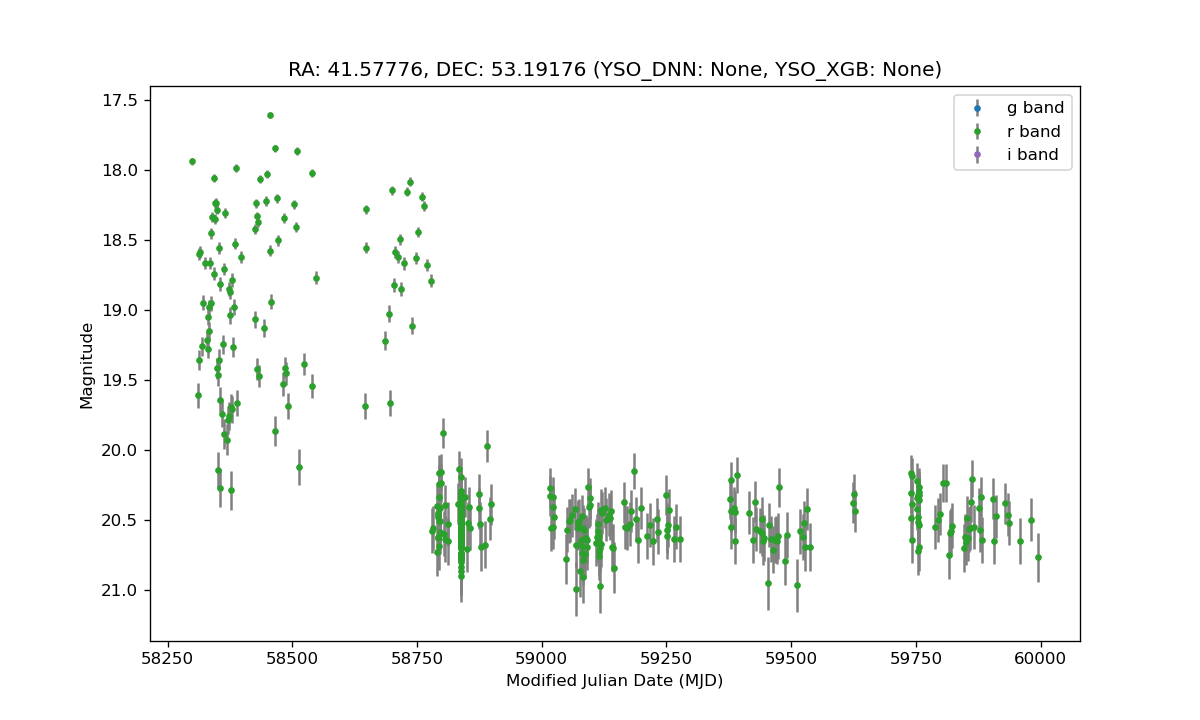 RA: 41.57776, DEC: 53.19176 (YSO_DNN: None, YSO_XGB: None)
g band
r band
i band
17.5
18.0
18.5
19.0
19.5
20.0
20.5
21.0
Magnitude
58250 58500 58750 59000 59250 59500 59750 60000
Modified Julian Date (MJD)